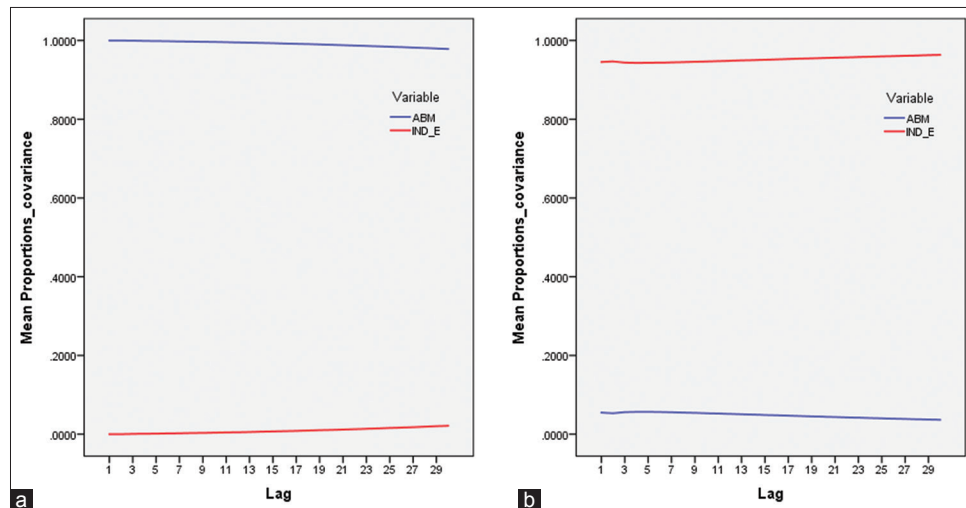 Mean Proportions_covariance
1.0000
.8000
.6000
.4000
.2000
.0000
Variable
ABM
IND_E
1 3 5 7 9 11 13 15 17 19 21 23 25 27 29
Lag
a
Mean Proportions_covariance
1.0000
.8000
.6000
.4000
.2000
.0000
Variable
ABM
IND_E
1 3 5 7 9 11 13 15 17 19 21 23 25 27 29
Lag
b